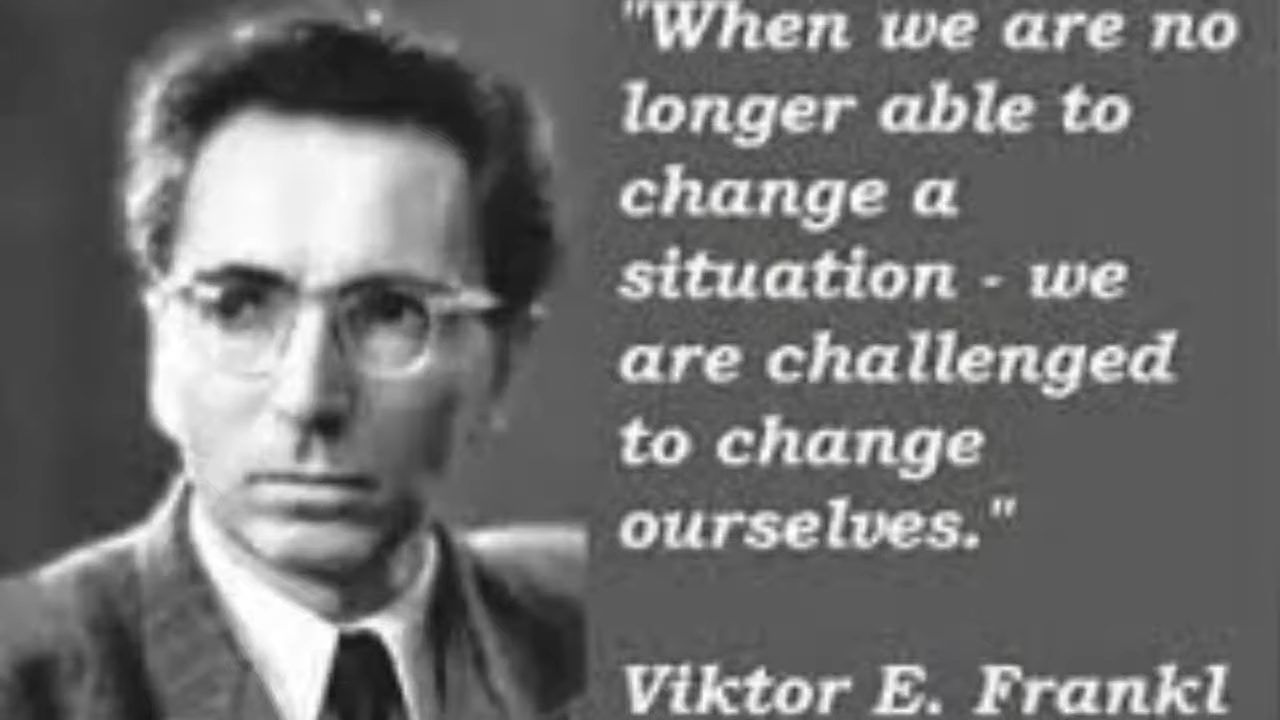 "When we are no
longer able to
change a
situation - we
are challenged
to change
ourselves."
Viktor E. Frankl